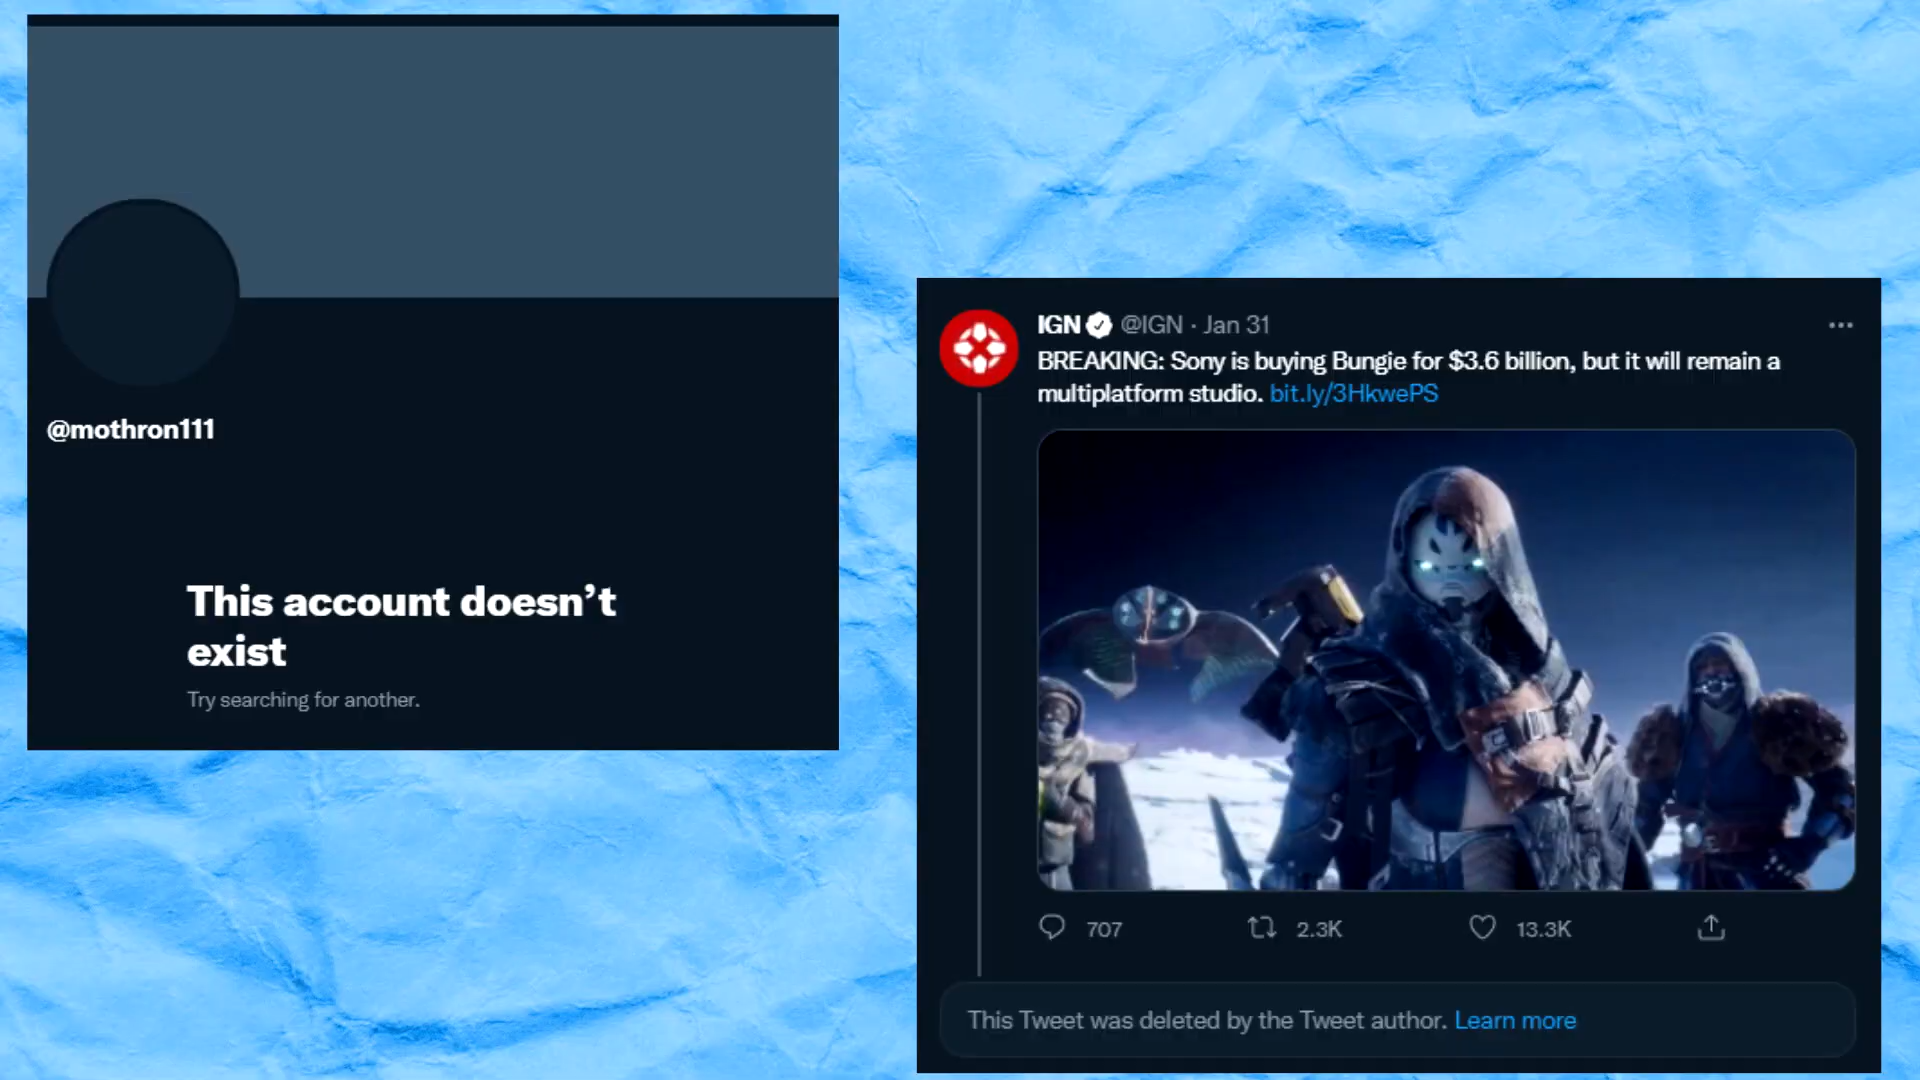 @mothron111
This account doesn’t
exist
Try searching for another.
IGN @IGN · Jan 31
BREAKING: Sony is buying Bungie for $3.6 billion, but it will remain a
multiplatform studio. bit.ly/3HkwePS
707 2.3K 13.3K
This Tweet was deleted by the Tweet author. Learn more